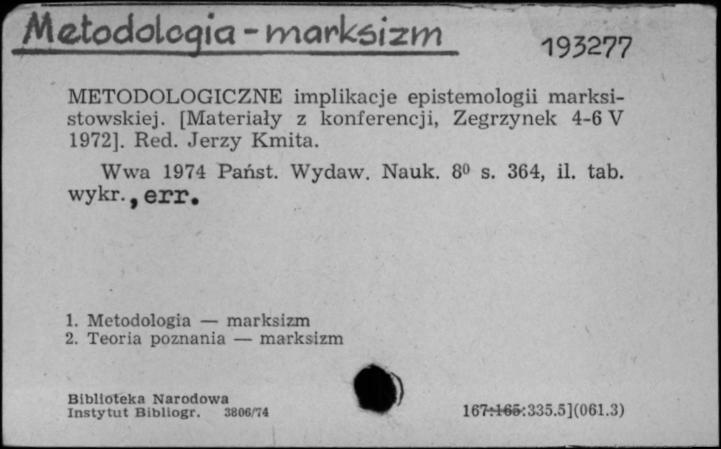 Metodologia - marksizm
193277
METODOLOGICZNE implikacje epistemologii marksi-
stowskiej. [Materiały z konferencji, Zegrzynek 4-6 V
1972]. Red. Jerzy Kmita.
Wwa 1974 Państ. Wydaw. Nauk. 8⁰ s. 364, il. tab.
wykr., err.
1. Metodologia — marksizm
2. Teoria poznania — marksizm
Biblioteka Narodowa
Instytut Bibliogr. 3806/74
167:165:335.5](061.3)